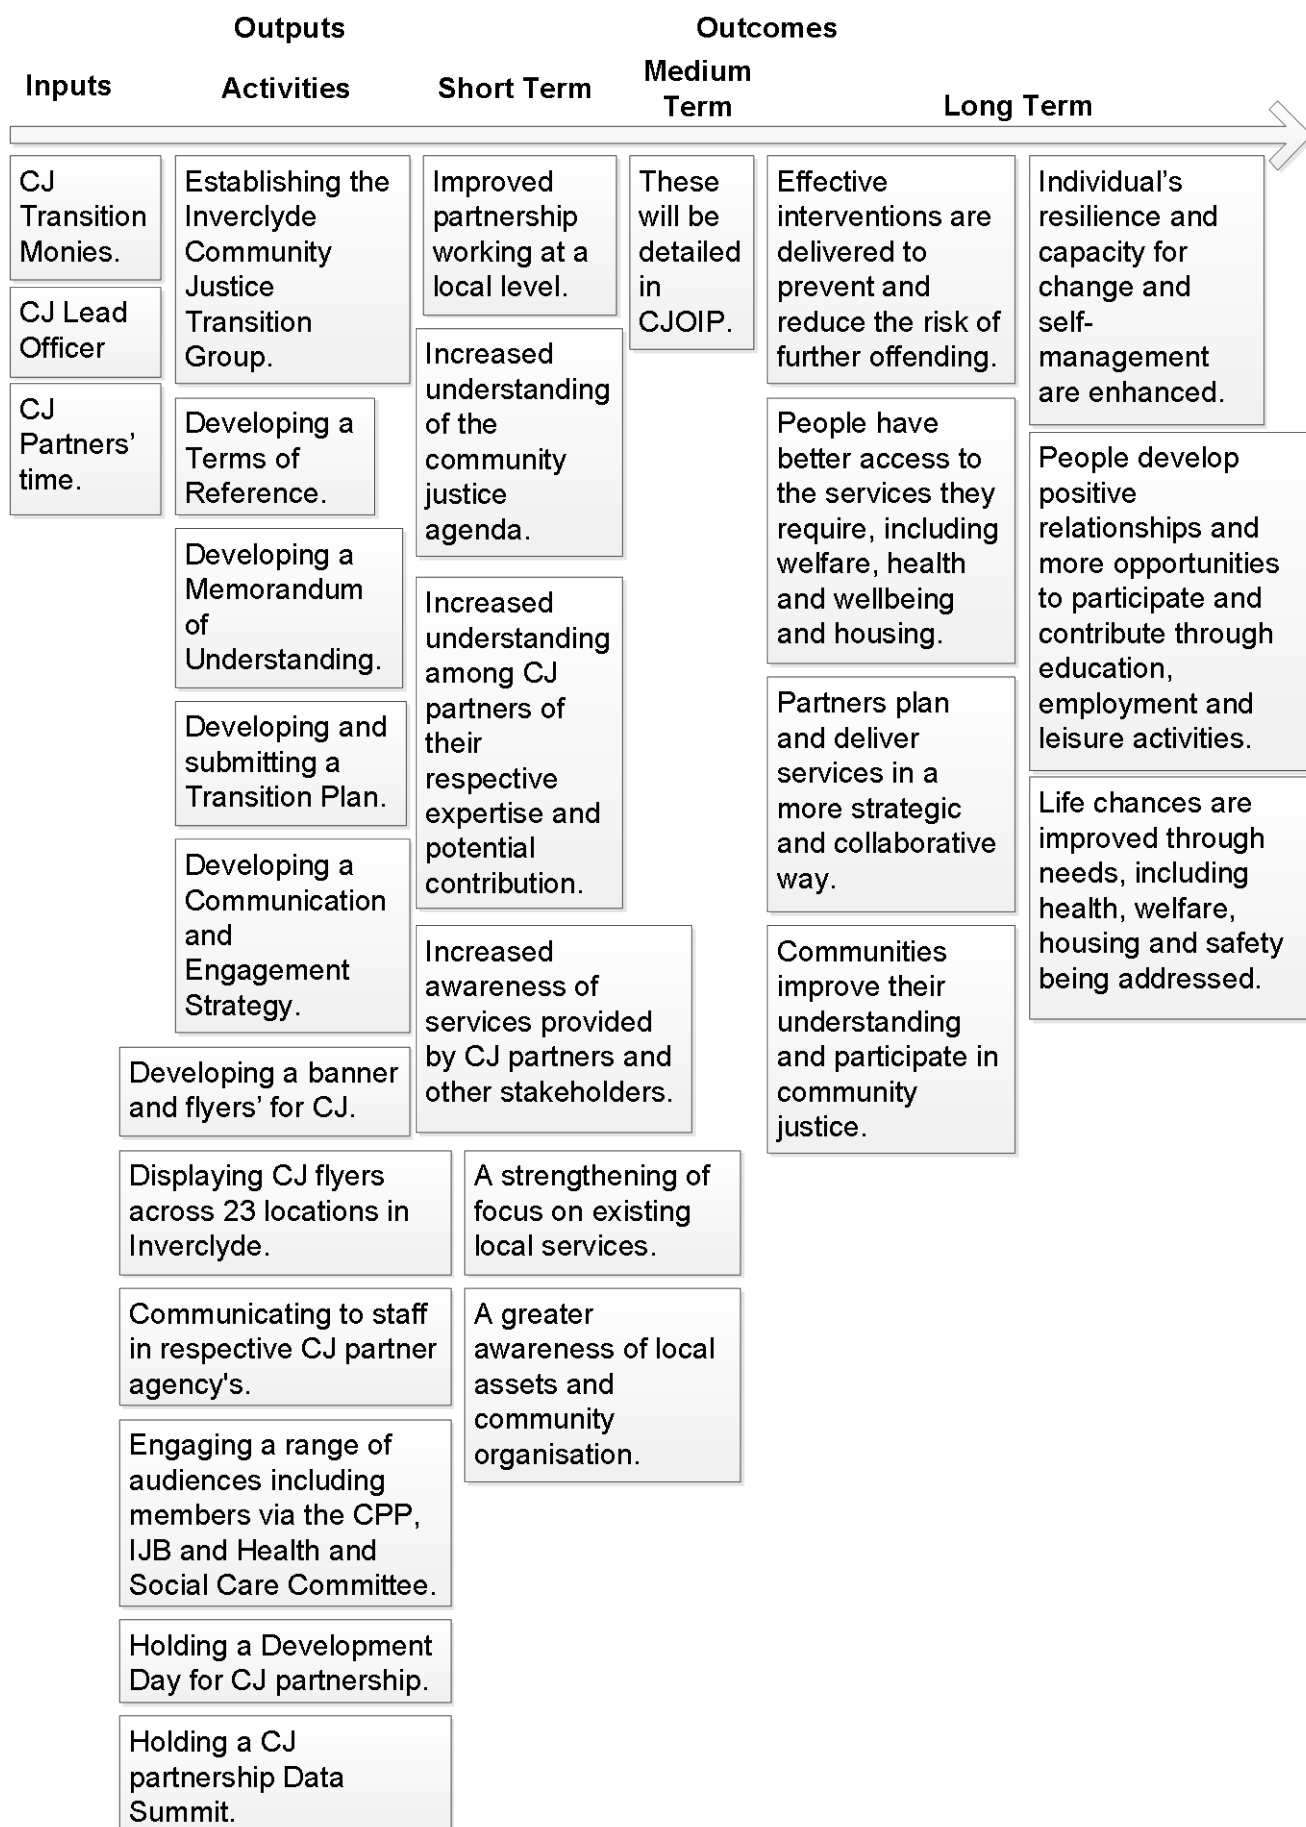 Outputs
Outcomes
Inputs
Activities
Short Term
Medium
Term
Long Term
CJ
Transition
Monies.
CJ Lead
Officer
CJ
Partners’
time.
Establishing the
Inverclyde
Community
Justice
Transition
Group.
Developing a
Terms of
Reference.
Developing a
Memorandum
of
Understanding.
Developing and
submitting a
Transition Plan.
Developing a
Communication
and
Engagement
Strategy.
Developing a banner
and flyers’ for CJ.
Displaying CJ flyers
across 23 locations in
Inverclyde.
Communicating to staff
in respective CJ partner
agency's.
Engaging a range of
audiences including
members via the CPP,
IJB and Health and
Social Care Committee.
Holding a Development
Day for CJ partnership.
Holding a CJ
partnership Data
Summit.
Improved
partnership
working at a
local level.
Increased
understanding
of the
community
justice
agenda.
Increased
understanding
among CJ
partners of
their
respective
expertise and
potential
contribution.
Increased
awareness of
services provided
by CJ partners and
other stakeholders.
A strengthening of
focus on existing
local services.
A greater
awareness of local
assets and
community
organisation.
These
will be
detailed
in
CJOIP.
Effective
interventions are
delivered to
prevent and
reduce the risk of
further offending.
People have
better access to
the services they
require, including
welfare, health
and wellbeing
and housing.
Partners plan
and deliver
services in a
more strategic
and collaborative
way.
Communities
improve their
understanding
and participate in
community
justice.
Individual’s
resilience and
capacity for
change and
self-
management
are enhanced.
People develop
positive
relationships and
more opportunities
to participate and
contribute through
education,
employment and
leisure activities.
Life chances are
improved through
needs, including
health, welfare,
housing and safety
being addressed.